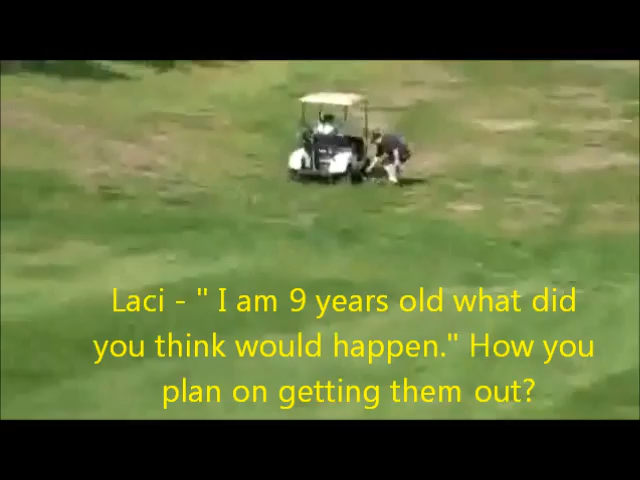 Laci - " I am 9 years old what did
you think would happen." How you
plan on getting them out?